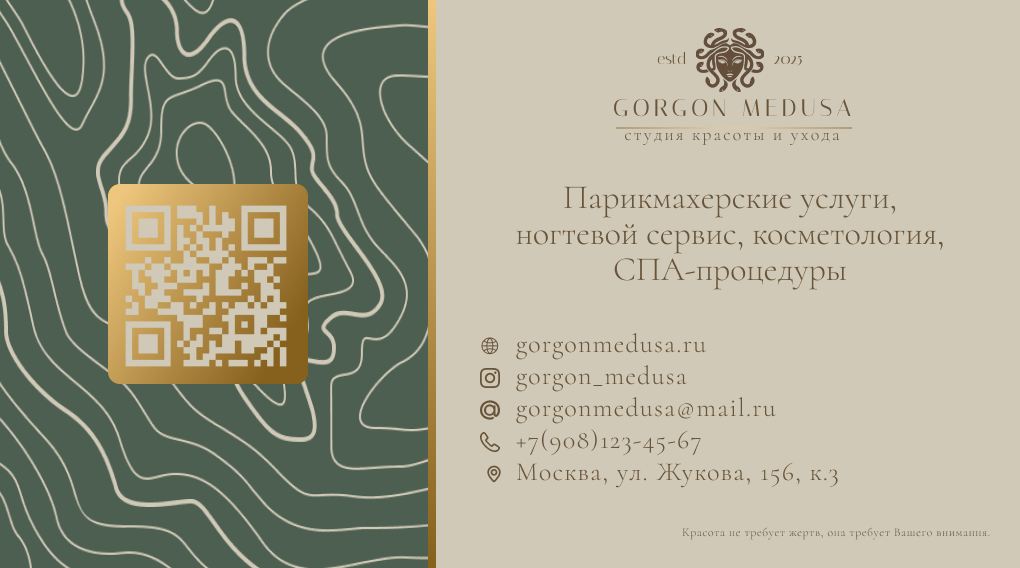 estd 2025
GORGON MEDUSA
студия красоты и ухода
Парикмахерские услуги,
ногтевой сервис, косметология,
СПА-процедуры
gorgonmedusa.ru
gorgon_medusa
gorgonmedusa@mail.ru
+7(908)123-45-67
Москва, ул. Жукова, 156, к.3
Красота не требует жертв, она требует Вашего внимания.